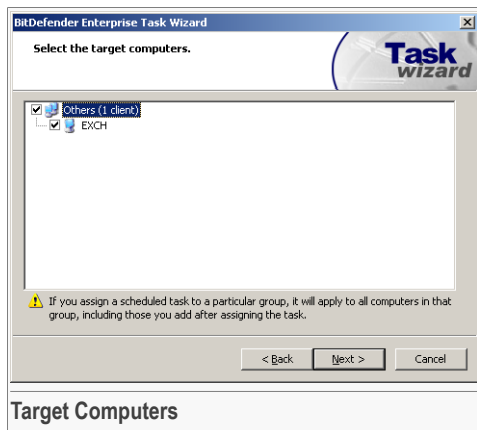 BitDefender Enterprise Task Wizard
Select the target computers.
Task
wizard
Others (1 client)
EXCH
If you assign a scheduled task to a particular group, it will apply to all computers in that
group, including those you add after assigning the task.
< Back
Next >
Cancel
Target Computers